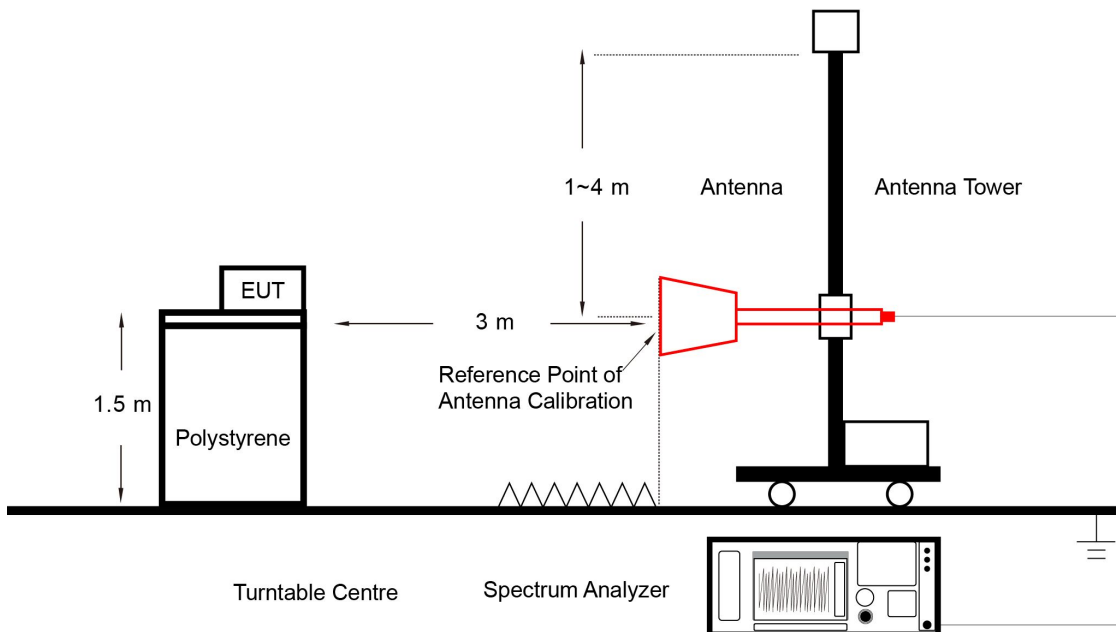 1~4 m
Antenna
Antenna Tower
EUT
3 m
Reference Point of
Antenna Calibration
1.5 m
Polystyrene
Turntable Centre
Spectrum Analyzer